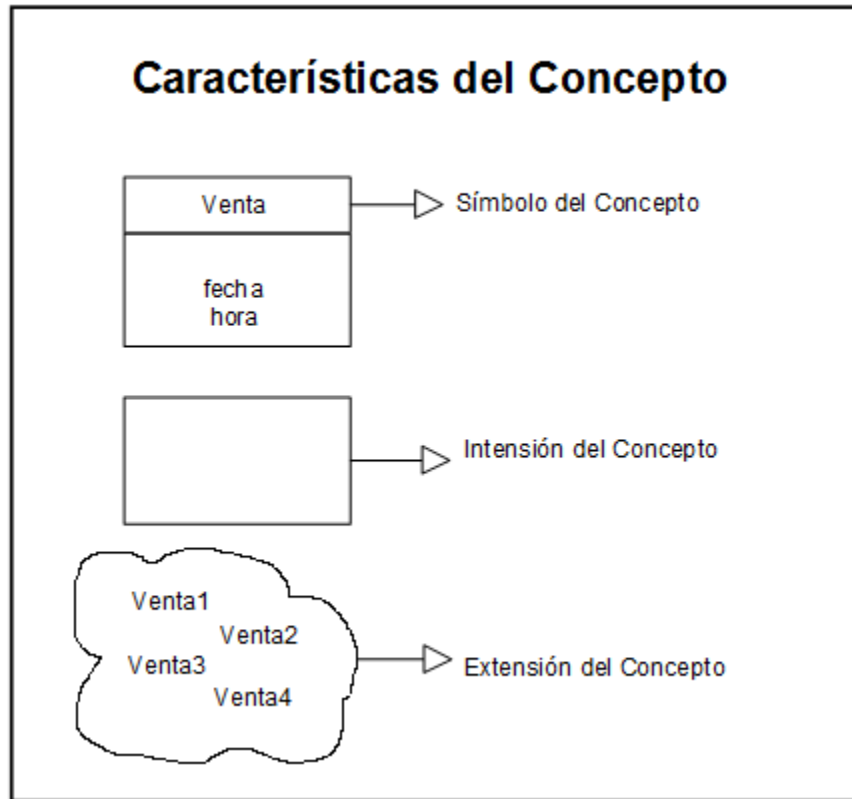 Características del Concepto
Venta
Símbolo del Concepto
fecha
hora
Intensión del Concepto
Venta1
Venta2
Venta3
Extensión del Concepto
Venta4